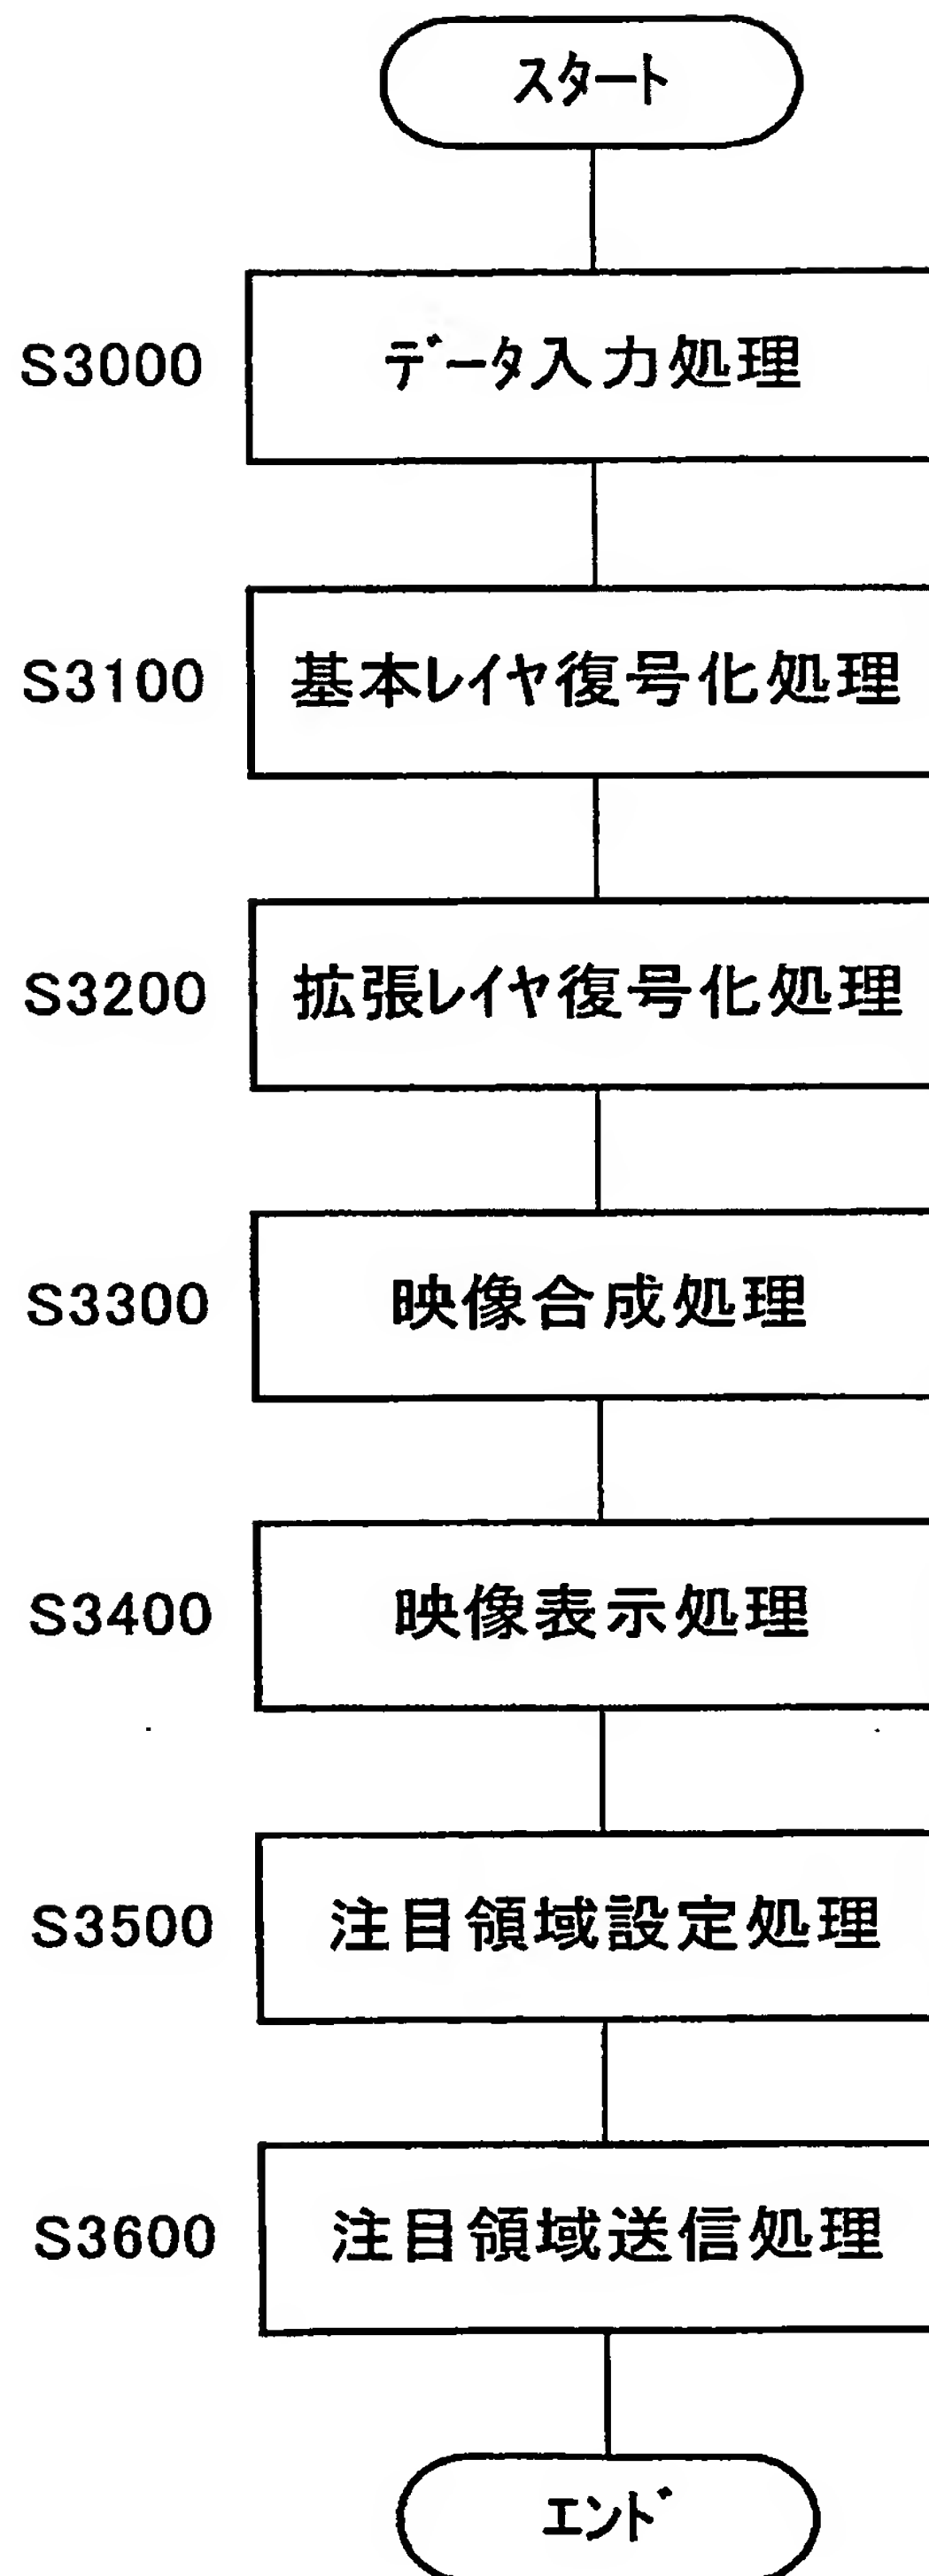 スタート
S3000 データ入力処理
S3100 基本レイヤ復号化処理
S3200 拡張レイヤ復号化処理
S3300 映像合成処理
S3400 映像表示処理
S3500 注目領域設定処理
S3600 注目領域送信処理
エンド